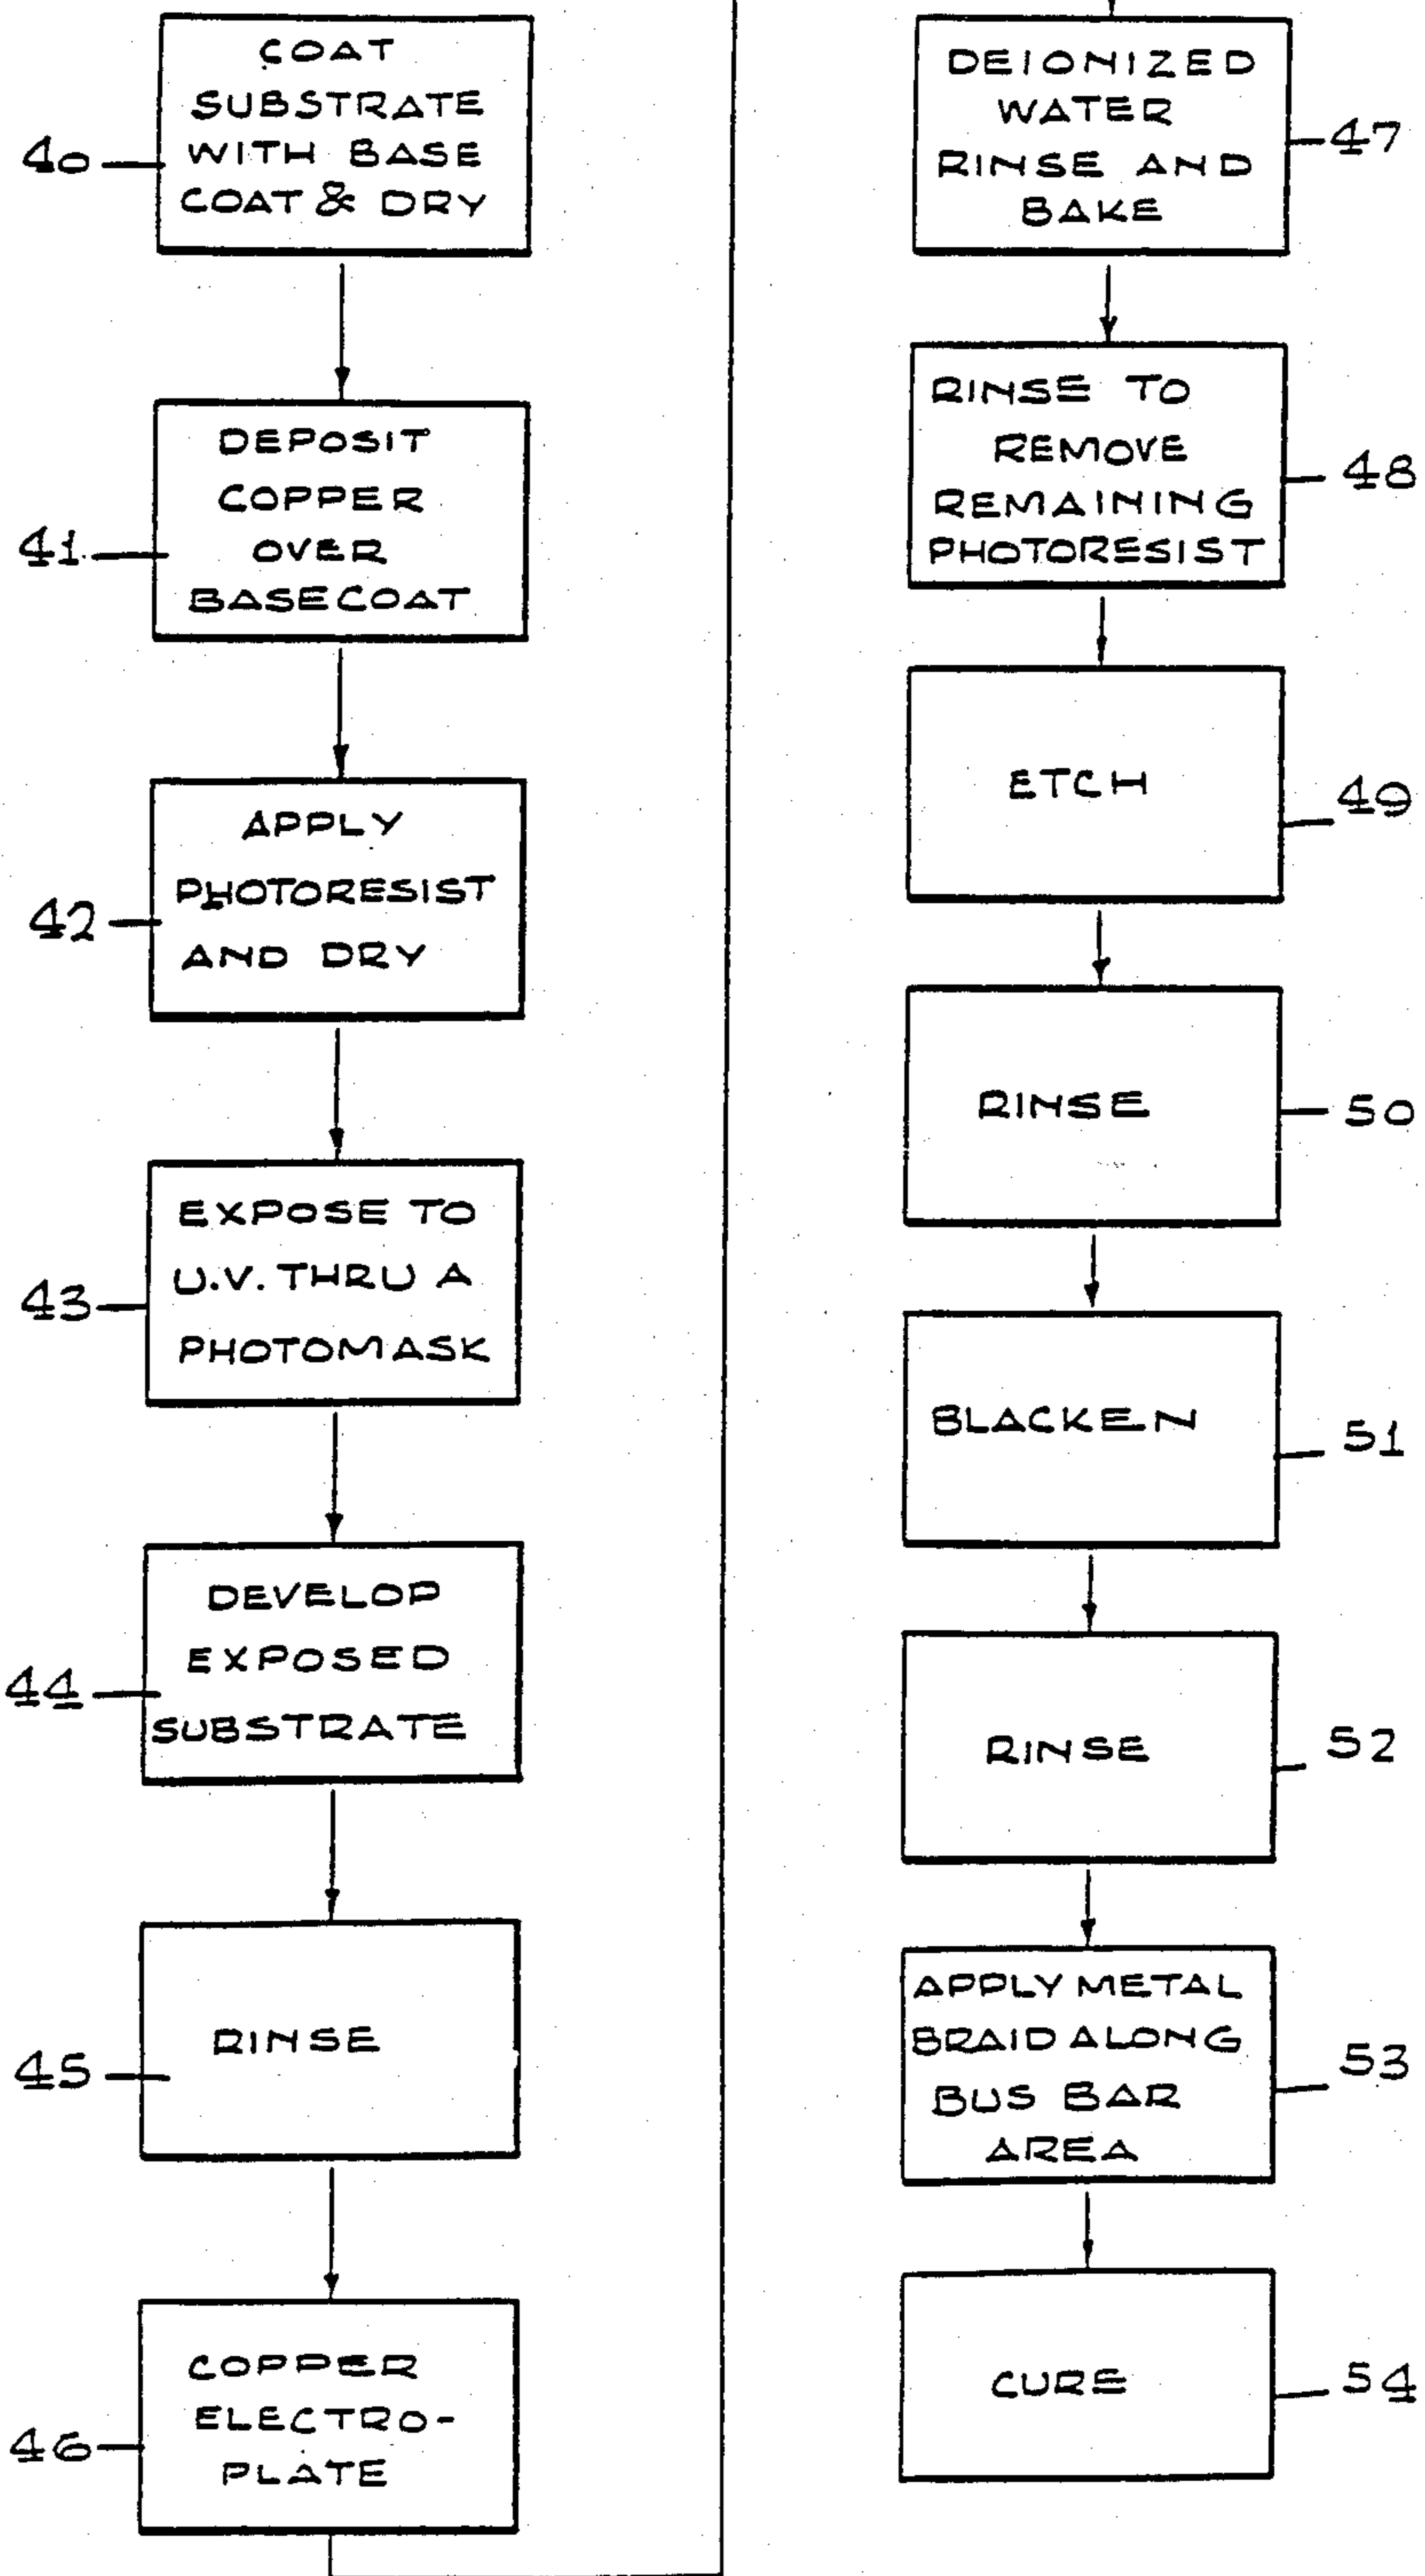 COAT
SUBSTRATE
WITH BASE
COAT & DRY
40
DEPOSIT
COPPER
OVER
BASECOAT
41
APPLY
PHOTORESIST
AND DRY
42
EXPOSE TO
U.V. THRU A
PHOTOMASK
43
DEVELOP
EXPOSED
SUBSTRATE
44
RINSE
45
COPPER
ELECTRO-
PLATE
46
DEIONIZED
WATER
RINSE AND
BAKE
47
RINSE TO
REMOVE
REMAINING
PHOTORESIST
48
ETCH
49
RINSE
50
BLACKEN
51
RINSE
52
APPLY METAL
BRAID ALONG
BUS BAR
AREA
53
CURE
54